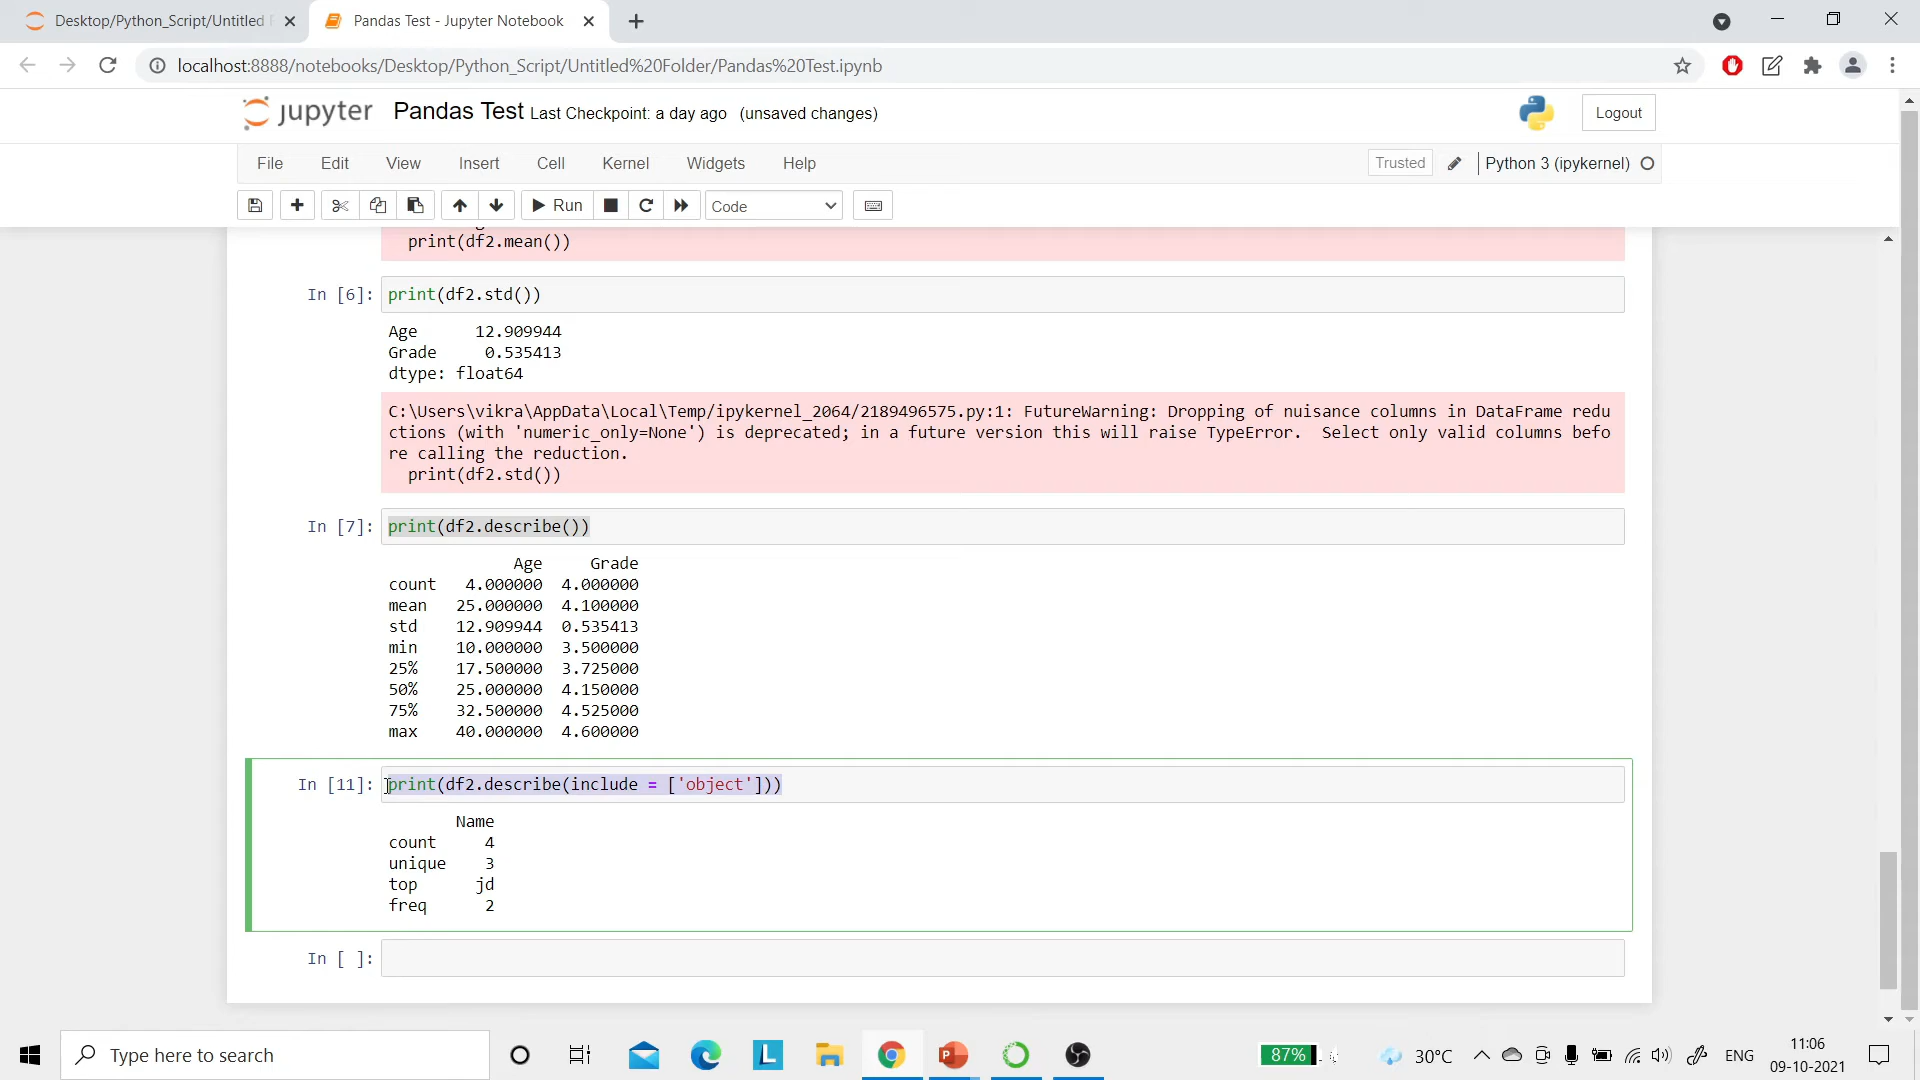 Desktop/Python_Script/Untitled
Pandas Test - Jupyter Notebook
localhost:8888/notebooks/Desktop/Python_Script/Untitled%20Folder/Pandas%20Test.ipynb
jupyter Pandas Test Last Checkpoint: a day ago (unsaved changes)
Logout
File Edit View Insert Cell Kernel Widgets Help
Trusted Python 3 (ipykernel)
Run Code
print(df2.mean())
In [6]: print(df2.std())
Age 12.909944
Grade 0.535413
dtype: float64
C:\Users\vikra\AppData\Local\Temp/ipykernel_2064/2189496575.py:1: FutureWarning: Dropping of nuisance columns in DataFrame redu
ctions (with 'numeric_only=None') is deprecated; in a future version this will raise TypeError.  Select only valid columns befo
re calling the reduction.
print(df2.std())
In [7]: print(df2.describe())
Age Grade
count 4.000000 4.000000
mean 25.000000 4.100000
std 12.909944 0.535413
min 10.000000 3.500000
25% 17.500000 3.725000
50% 25.000000 4.150000
75% 32.500000 4.525000
max 40.000000 4.600000
In [11]: print(df2.describe(include = ['object']))
Name
count 4
unique 3
top jd
freq 2
In [ ]:
Type here to search
L
87%
30°C
ENG
11:06
09-10-2021